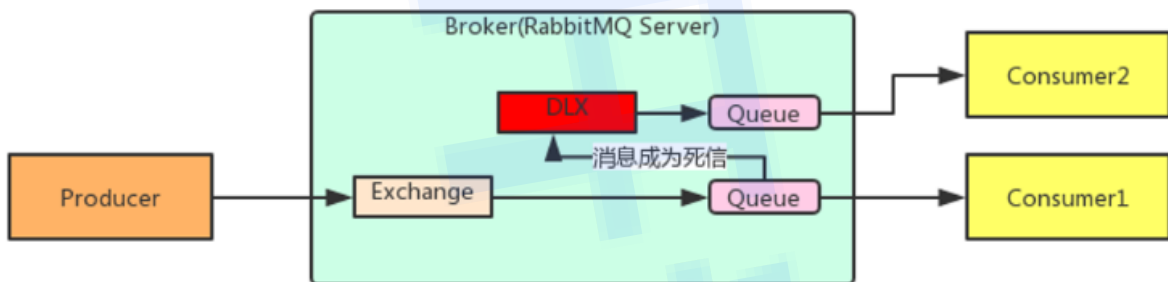 Broker(RabbitMQ Server)
Consumer2
DLX
Queue
消息成为死信
Producer
Exchange
Queue
Consumer1